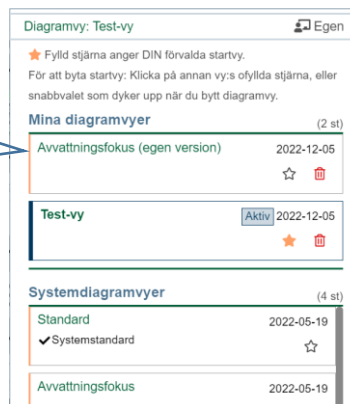 Diagramvy: Test-vy Egen
Fylld stjärna anger DIN förvalda startvy.
För att byta startvy: Klicka på annan vy:s ofyllda stjärna, eller
snabbvalet som dyker upp när du bytt diagramvy.
Mina diagramvyer (2 st)
Avvattningsfokus (egen version) 2022-12-05
Test-vy Aktiv 2022-12-05
Systemdiagramvyer (4 st)
Standard 2022-05-19
Systemstandard
Avvattningsfokus 2022-05-19